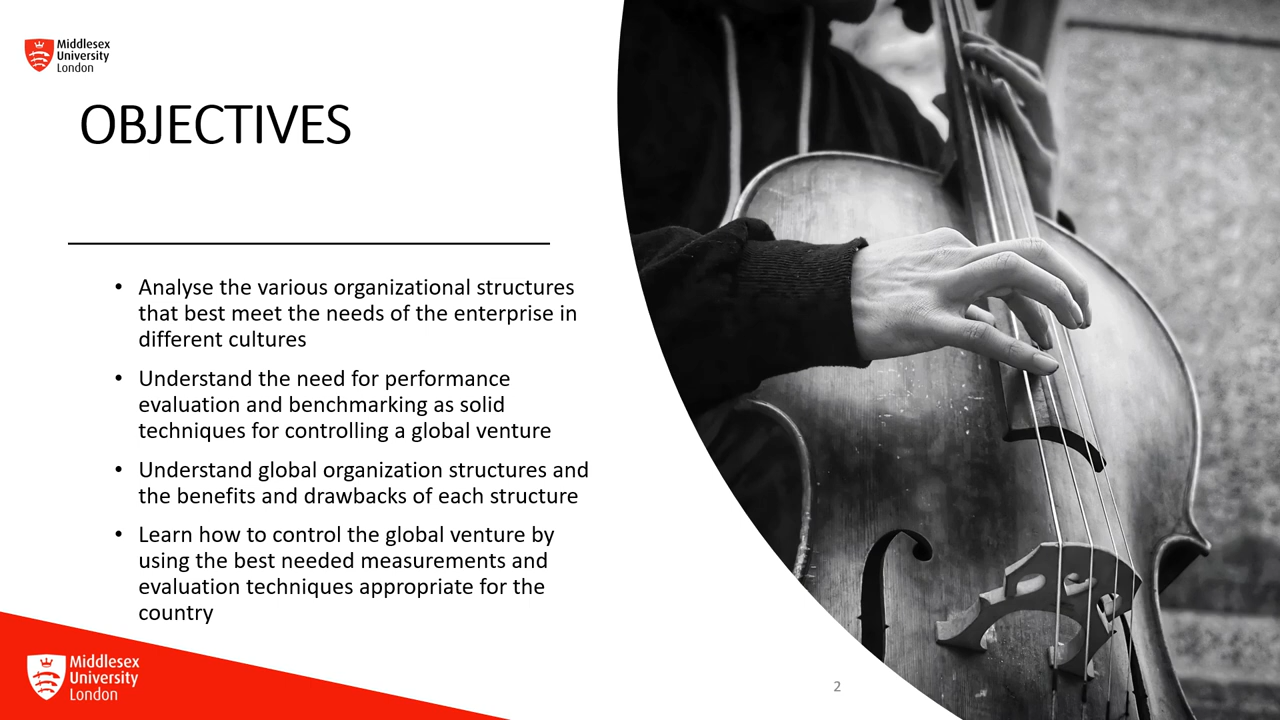 Middlesex
University
London
OBJECTIVES
• Analyse the various organizational structures
that best meet the needs of the enterprise in
different cultures
• Understand the need for performance
evaluation and benchmarking as solid
techniques for controlling a global venture
• Understand global organization structures and
the benefits and drawbacks of each structure
• Learn how to control the global venture by
using the best needed measurements and
evaluation techniques appropriate for the
country
Middlesex
University
London
2